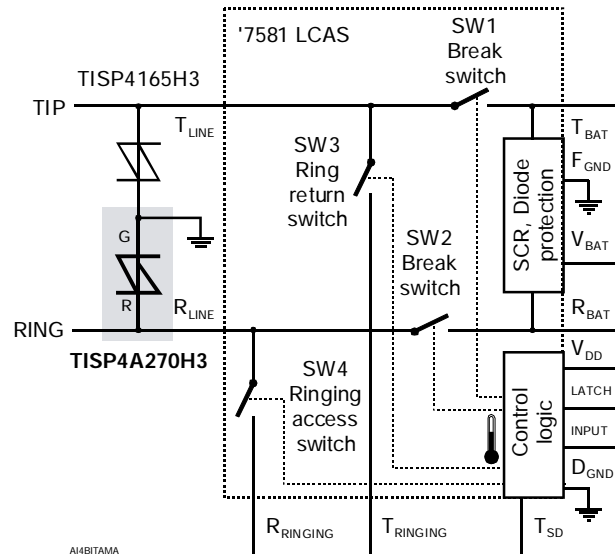 '7581 LCAS
SW1
Break
switch
TISP4165H3
TIP
T_LINE
SW3
Ring
return
switch
T_BAT
F_GND
SCR, Diode
protection
V_BAT
G
R
SW2
Break
switch
R_LINE
R_BAT
RING
TISP4A270H3
V_DD
SW4
Ringing
access
switch
LATCH
Control
logic
INPUT
D_GND
R_RINGING
T_RINGING
T_SD
AI4BITAMA